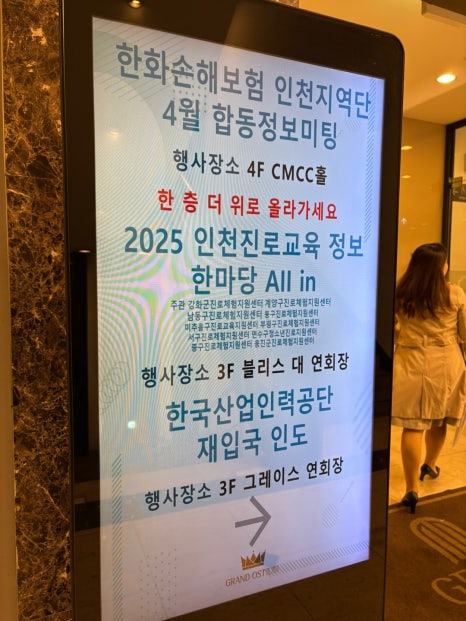 한화손해보험 인천지역단
4월 합동정보미팅
행사장소 4F CMCC홀
한 층 더 위로 올라가세요
2025 인천진로교육 정보
한마당 All in
주관 강화군진로체험지원센터 계양구진로체험지원센터
남동구진로체험지원센터 동구진로체험지원센터
미추홀구진로교육지원센터 부평구진로체험지원센터
서구진로체험지원센터 연수구청소년진로지원센터
중구진로체험지원센터 옹진군진로체험지원센터
행사장소 3F 블리스 대 연회장
한국산업인력공단
재입국 인도
행사장소 3F 그레이스 연회장
GRAND OSTIUM